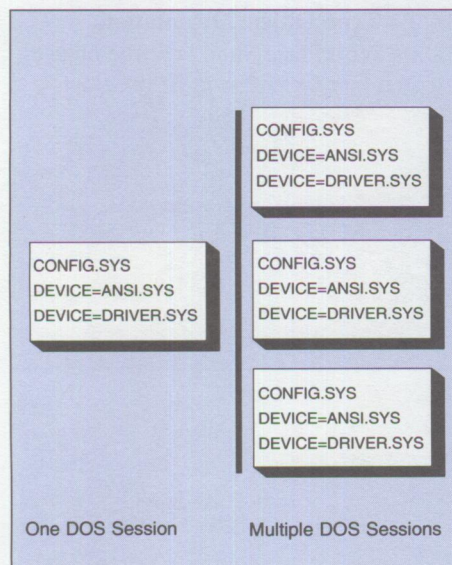 CONFIG.SYS
DEVICE=ANSI.SYS
DEVICE=DRIVER.SYS
One DOS Session
CONFIG.SYS
DEVICE=ANSI.SYS
DEVICE=DRIVER.SYS
CONFIG.SYS
DEVICE=ANSI.SYS
DEVICE=DRIVER.SYS
CONFIG.SYS
DEVICE=ANSI.SYS
DEVICE=DRIVER.SYS
Multiple DOS Sessions